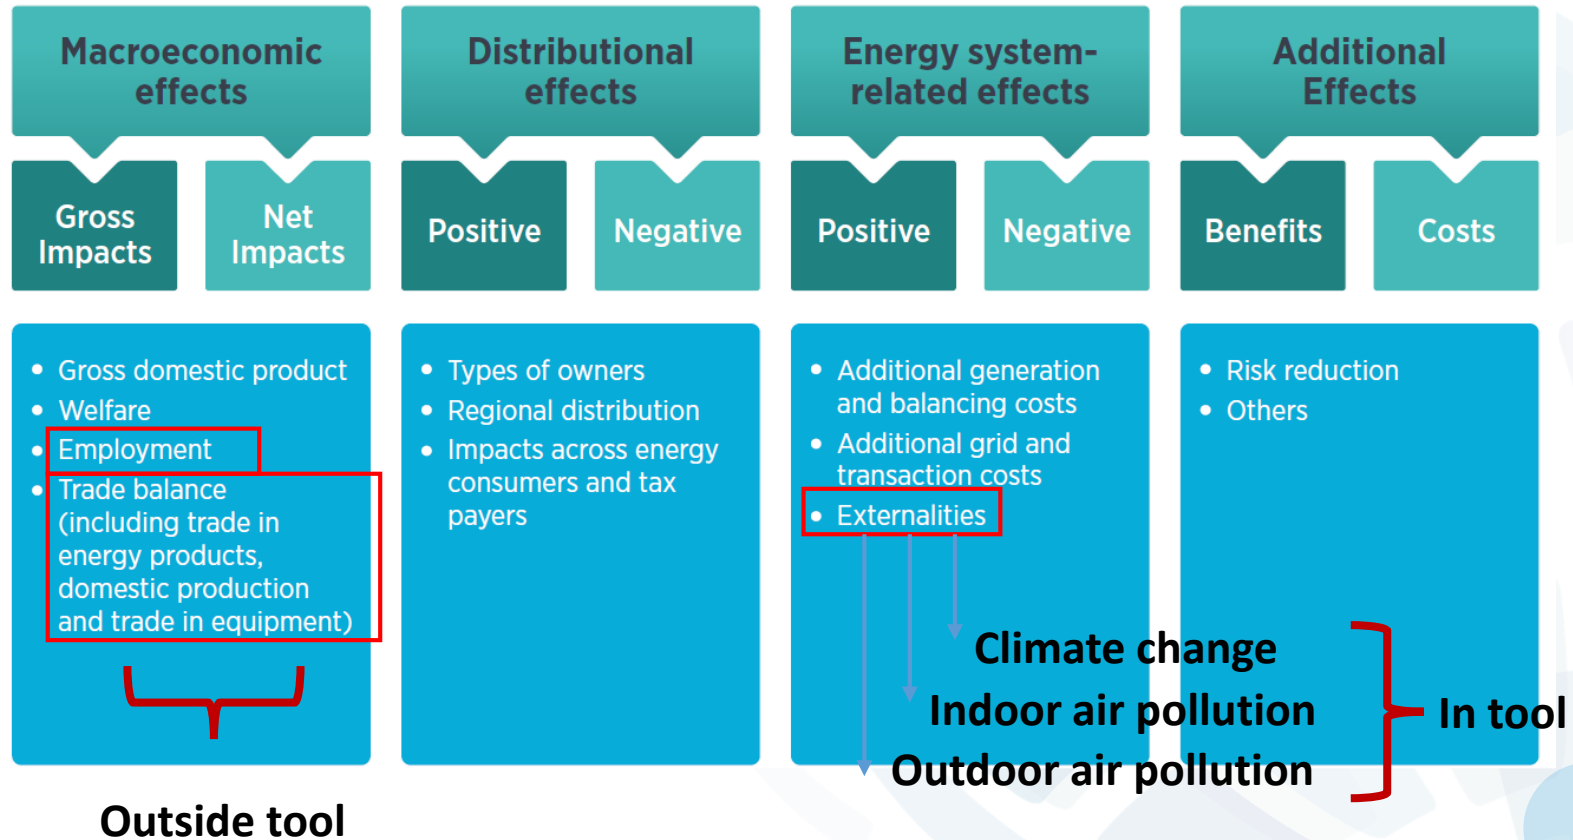 Macroeconomic
effects
Distributional
effects
Energy system-
related effects
Additional
Effects
Gross
Impacts
Net
Impacts
Positive
Negative
Positive
Negative
Benefits
Costs
• Gross domestic product
• Welfare
• Employment
• Trade balance
(including trade in
energy products,
domestic production
and trade in equipment)
• Types of owners
• Regional distribution
• Impacts across energy
consumers and tax
payers
• Additional generation
and balancing costs
• Additional grid and
transaction costs
• Externalities
• Risk reduction
• Others
Climate change
Indoor air pollution
Outdoor air pollution
In tool
Outside tool